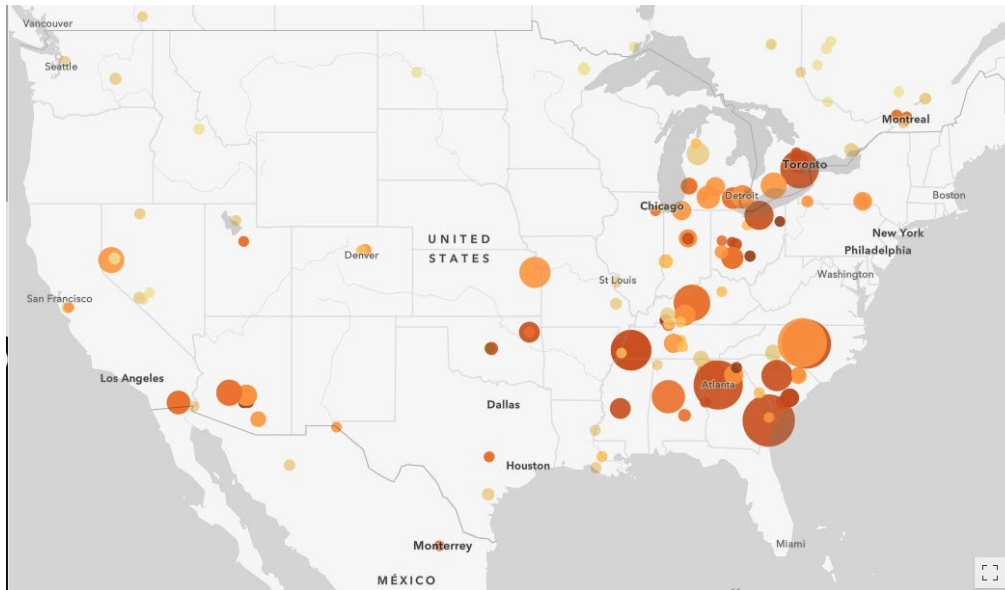 Vancouver
Seattle
Montreal
Toronto
Boston
Detroit
Chicago
New York
Philadelphia
UNITED
STATES
Denver
Washington
St Louis
San Francisco
Los Angeles
Atlanta
Dallas
Houston
Miami
Monterrey
MÉXICO